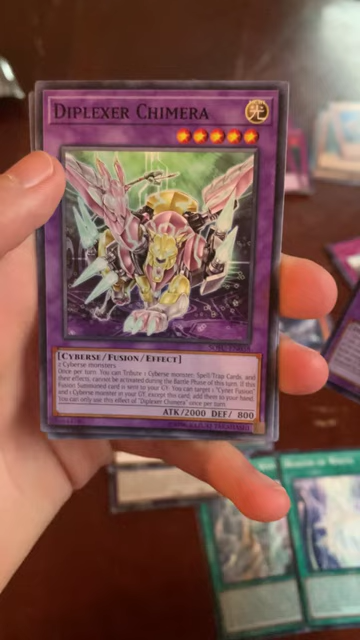 DIPLEXER CHIMERA
光
[CYBERSE/FUSION/EFFECT]
2 Cyberse monsters
Once per turn: You can Tribute 1 Cyberse monster; Spell/Trap Cards, and
their effects, cannot be activated during the Battle Phase of this turn. If this
Fusion Summoned card is sent to your GY: You can target 1 "Cynet Fusion"
and 1 Cyberse monster in your GY, except this card; add them to your hand.
You can only use this effect of "Diplexer Chimera" once per turn.
ATK/2000 DEF/ 800